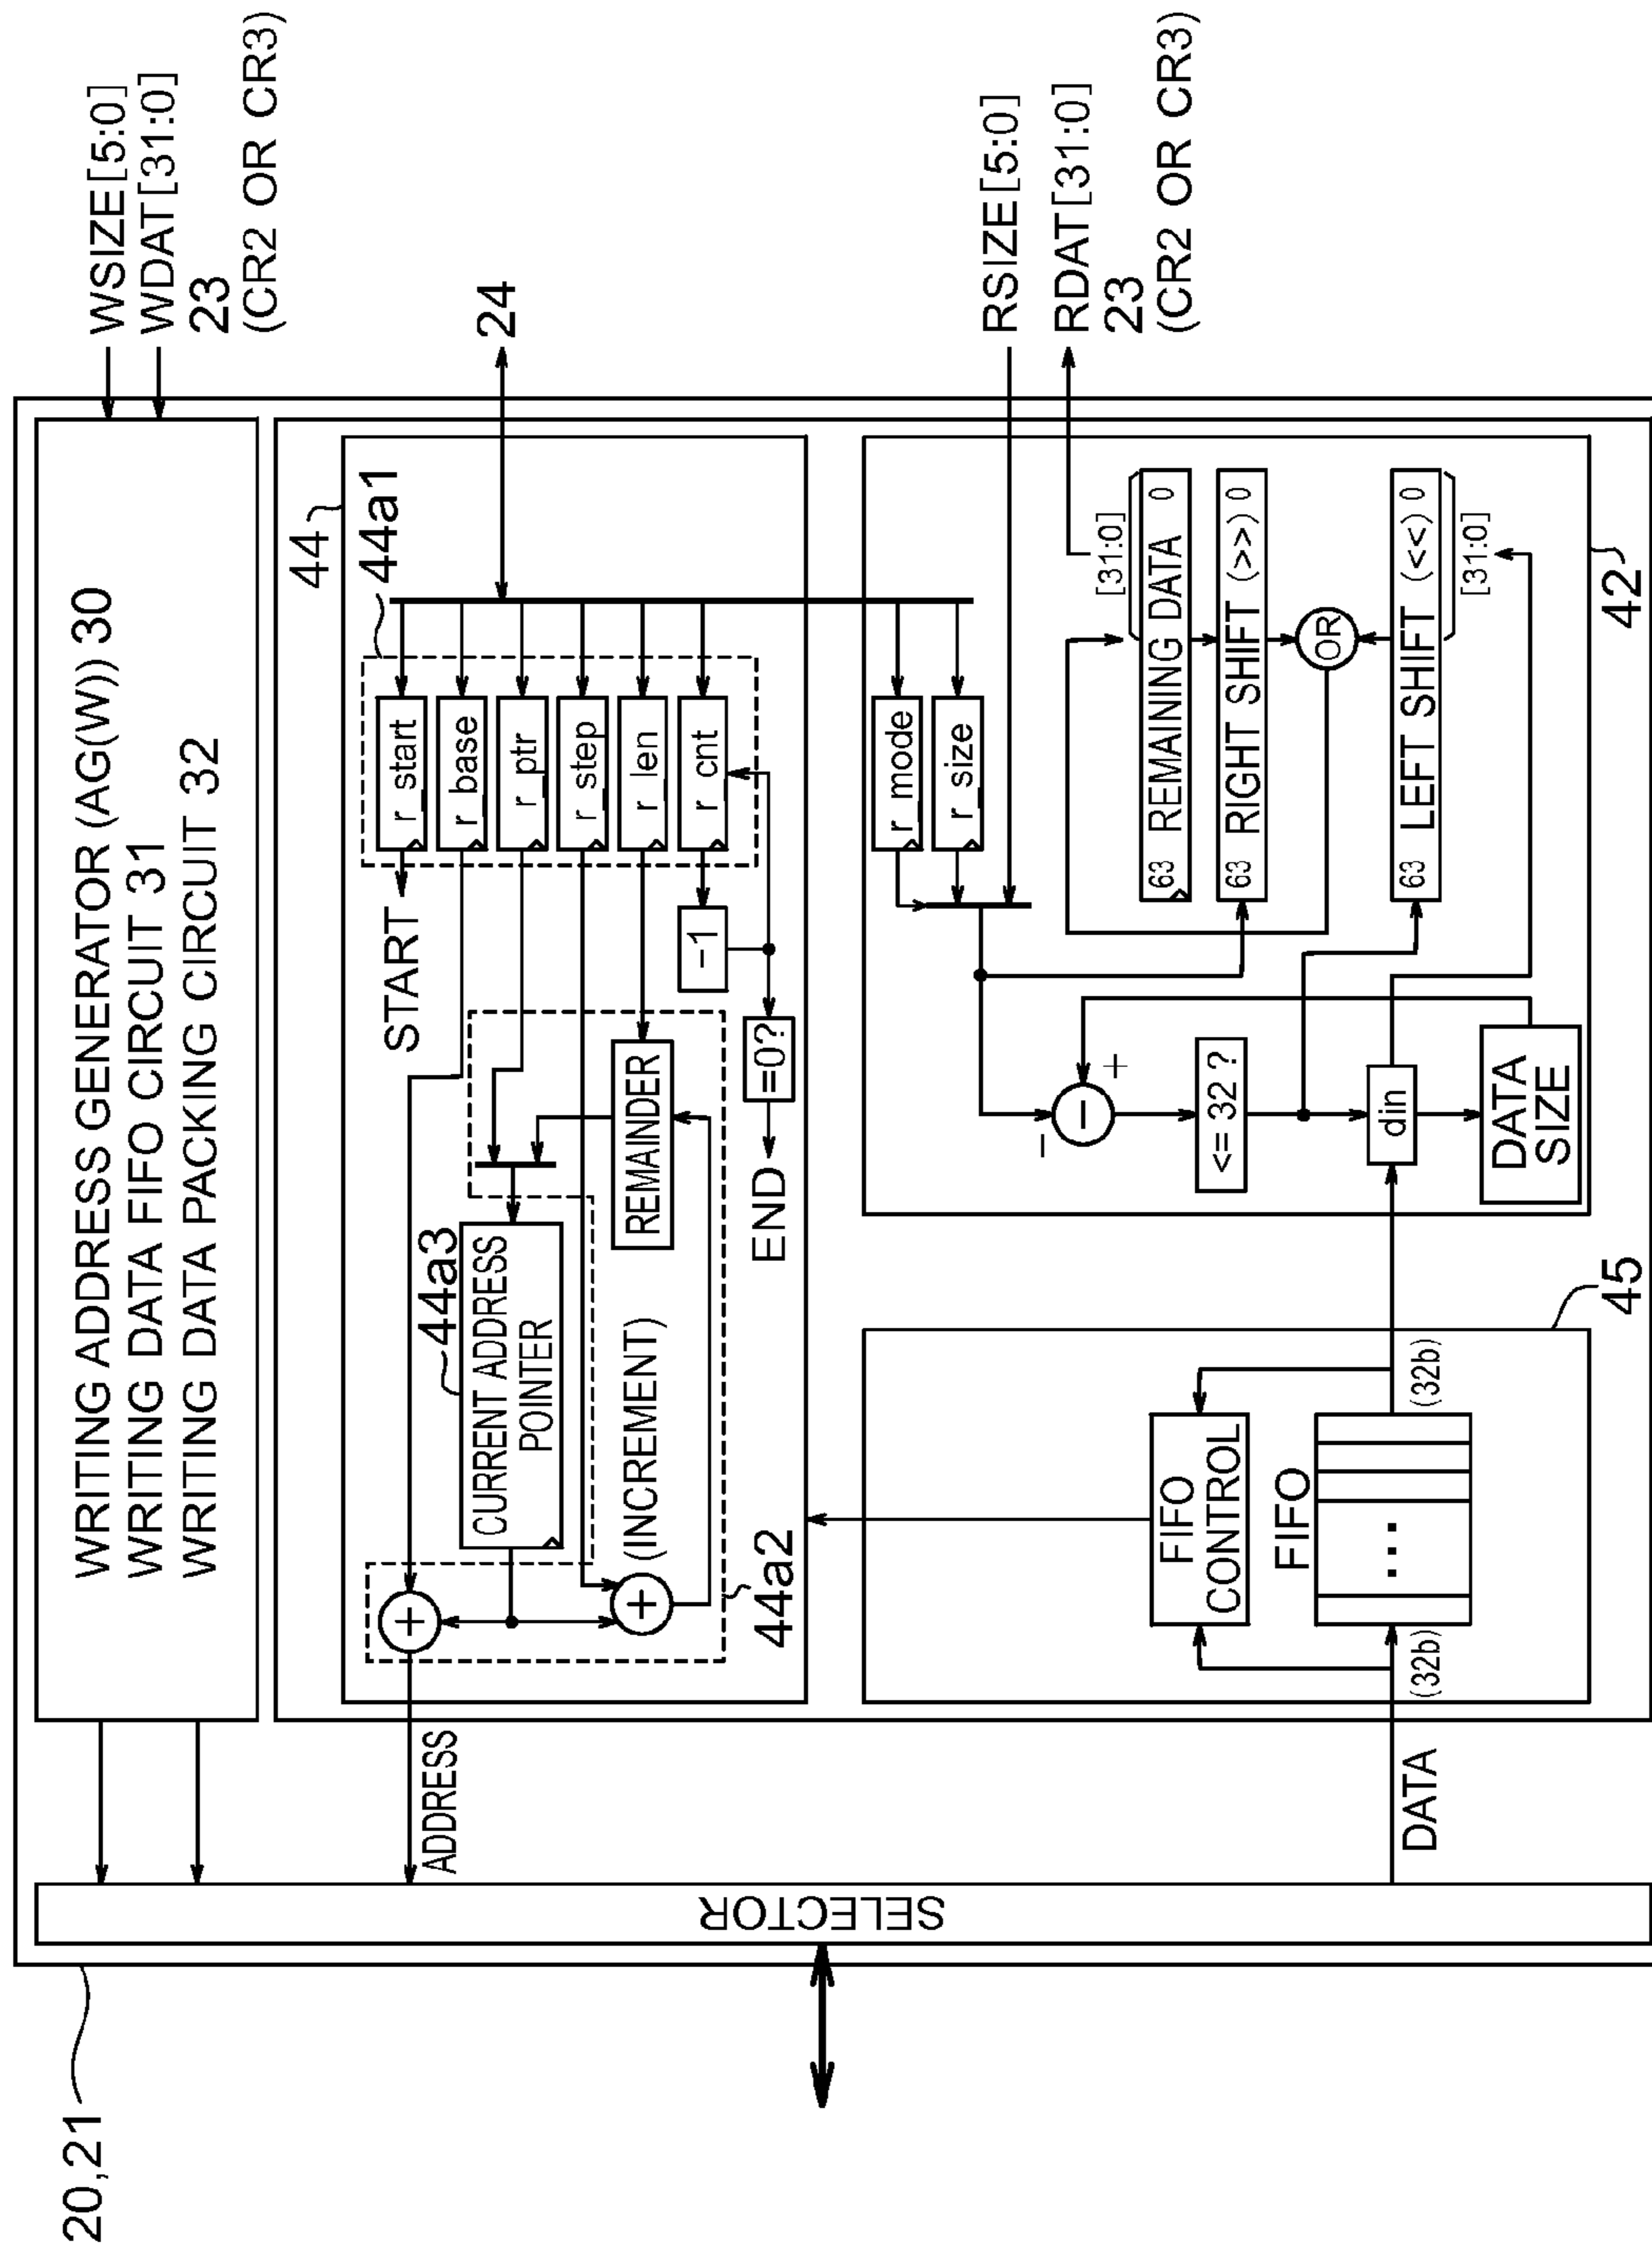 20,21
WRITING ADDRESS GENERATOR (AG(W)) 30
WRITING DATA FIFO CIRCUIT 31
WRITING DATA PACKING CIRCUIT 32
WSIZE[5:0]
WDAT[31:0]
23
(CR2 OR CR3)
SELECTOR
ADDRESS
44
44a1
24
START
r_start
r_base
r_ptr
r_step
r_len
r_cnt
44a3
CURRENT ADDRESS
POINTER
+
+
(INCREMENT)
REMAINDER
-1
=0?
END
44a2
DATA
FIFO
CONTROL
FIFO
...
(32b)
(32b)
45
r_mode
r_size
RSIZE[5:0]
RDAT[31:0]
23
(CR2 OR CR3)
−
−
+
<= 32 ?
din
DATA
SIZE
[31:0]
63 REMAINING DATA 0
63 RIGHT SHIFT (>>) 0
OR
63 LEFT SHIFT (<<) 0
[31:0]
42